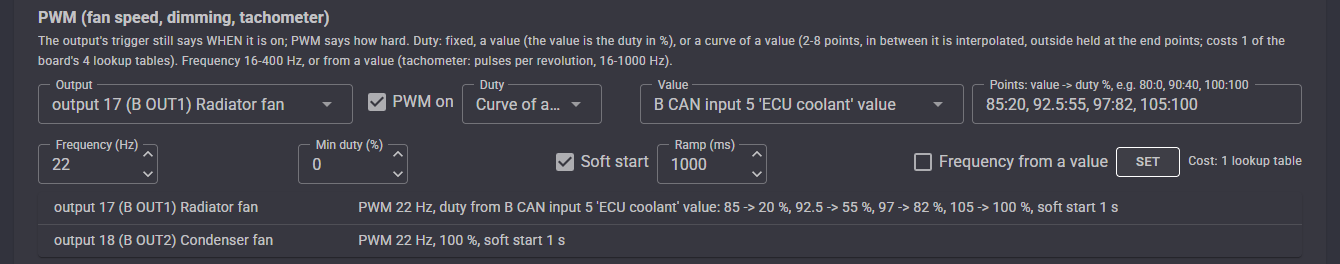 PWM (fan speed, dimming, tachometer)
The output's trigger still says WHEN it is on; PWM says how hard. Duty: fixed, a value (the value is the duty in %), or a curve of a value (2-8 points, in between it is interpolated, outside held at the end points; costs 1 of the
board's 4 lookup tables). Frequency 16-400 Hz, or from a value (tachometer: pulses per revolution, 16-1000 Hz).
Output
output 17 (B OUT1) Radiator fan
PWM on
Duty
Curve of a...
Value
B CAN input 5 'ECU coolant' value
Points: value -> duty %, e.g. 80:0, 90:40, 100:100
85:20, 92.5:55, 97:82, 105:100
Frequency (Hz)
22
Min duty (%)
0
Soft start
Ramp (ms)
1000
Frequency from a value
SET
Cost: 1 lookup table
output 17 (B OUT1) Radiator fan
PWM 22 Hz, duty from B CAN input 5 'ECU coolant' value: 85 -> 20 %, 92.5 -> 55 %, 97 -> 82 %, 105 -> 100 %, soft start 1 s
output 18 (B OUT2) Condenser fan
PWM 22 Hz, 100 %, soft start 1 s